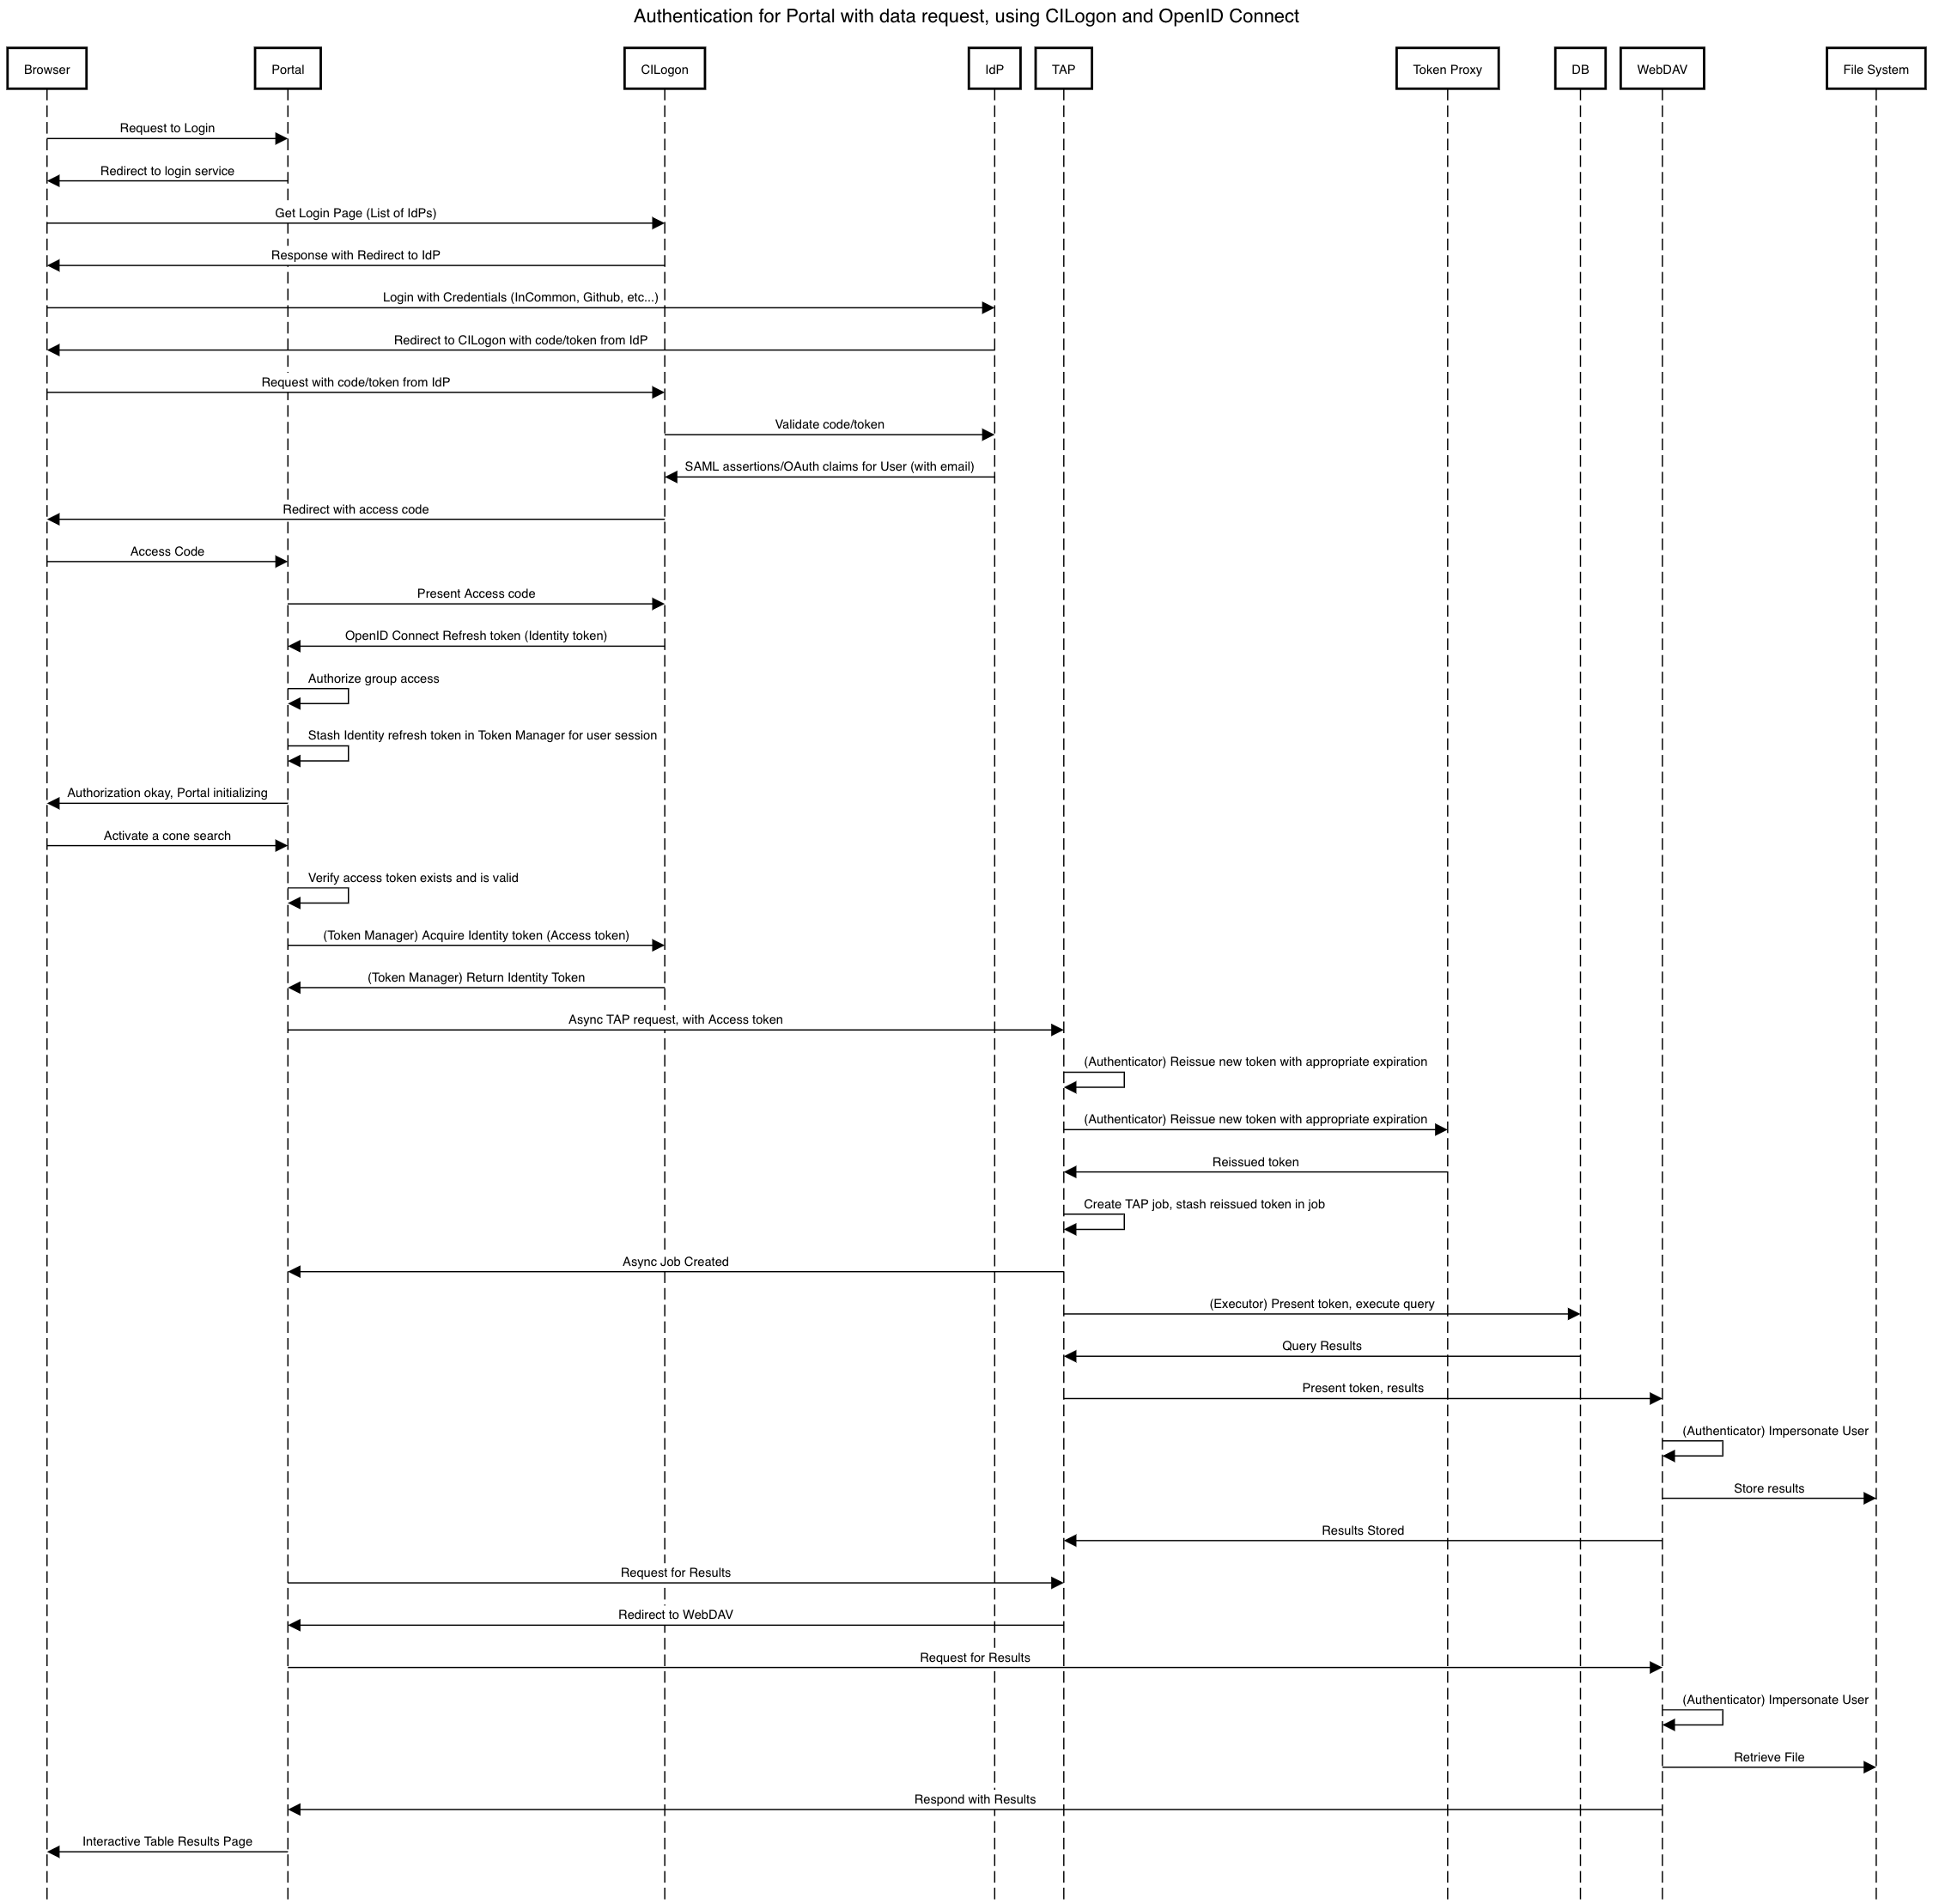 Authentication for Portal with data request, using CILogon and OpenID Connect
Browser
Portal
CILogon
IdP
TAP
Token Proxy
DB
WebDAV
File System
Request to Login
Redirect to login service
Get Login Page (List of IdPs)
Response with Redirect to IdP
Login with Credentials (InCommon, Github, etc...)
Redirect to CILogon with code/token from IdP
Request with code/token from IdP
Validate code/token
SAML assertions/OAuth claims for User (with email)
Redirect with access code
Access Code
Present Access code
OpenID Connect Refresh token (Identity token)
Authorize group access
Stash Identity refresh token in Token Manager for user session
Authorization okay, Portal initializing
Activate a cone search
Verify access token exists and is valid
(Token Manager) Acquire Identity token (Access token)
(Token Manager) Return Identity Token
Async TAP request, with Access token
(Authenticator) Reissue new token with appropriate expiration
(Authenticator) Reissue new token with appropriate expiration
Reissued token
Create TAP job, stash reissued token in job
Async Job Created
(Executor) Present token, execute query
Query Results
Present token, results
(Authenticator) Impersonate User
Store results
Results Stored
Request for Results
Redirect to WebDAV
Request for Results
(Authenticator) Impersonate User
Retrieve File
Respond with Results
Interactive Table Results Page